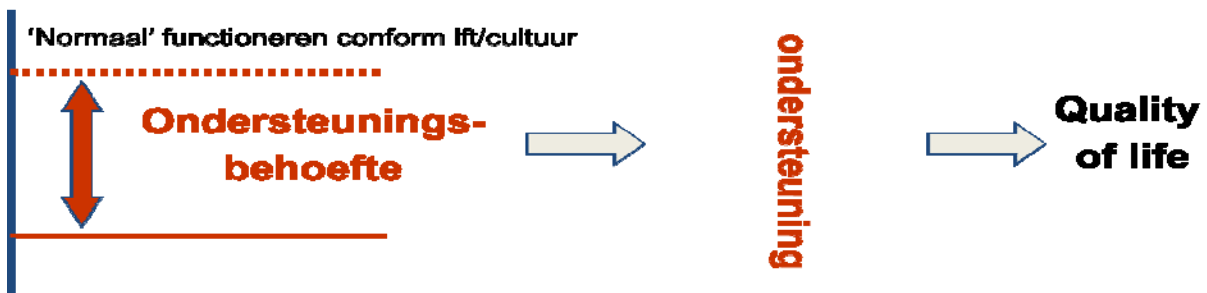 ‘Normaal’ functioneren conform lft/cultuur
Ondersteunings-
behoefte
ondersteuning
Quality
of life